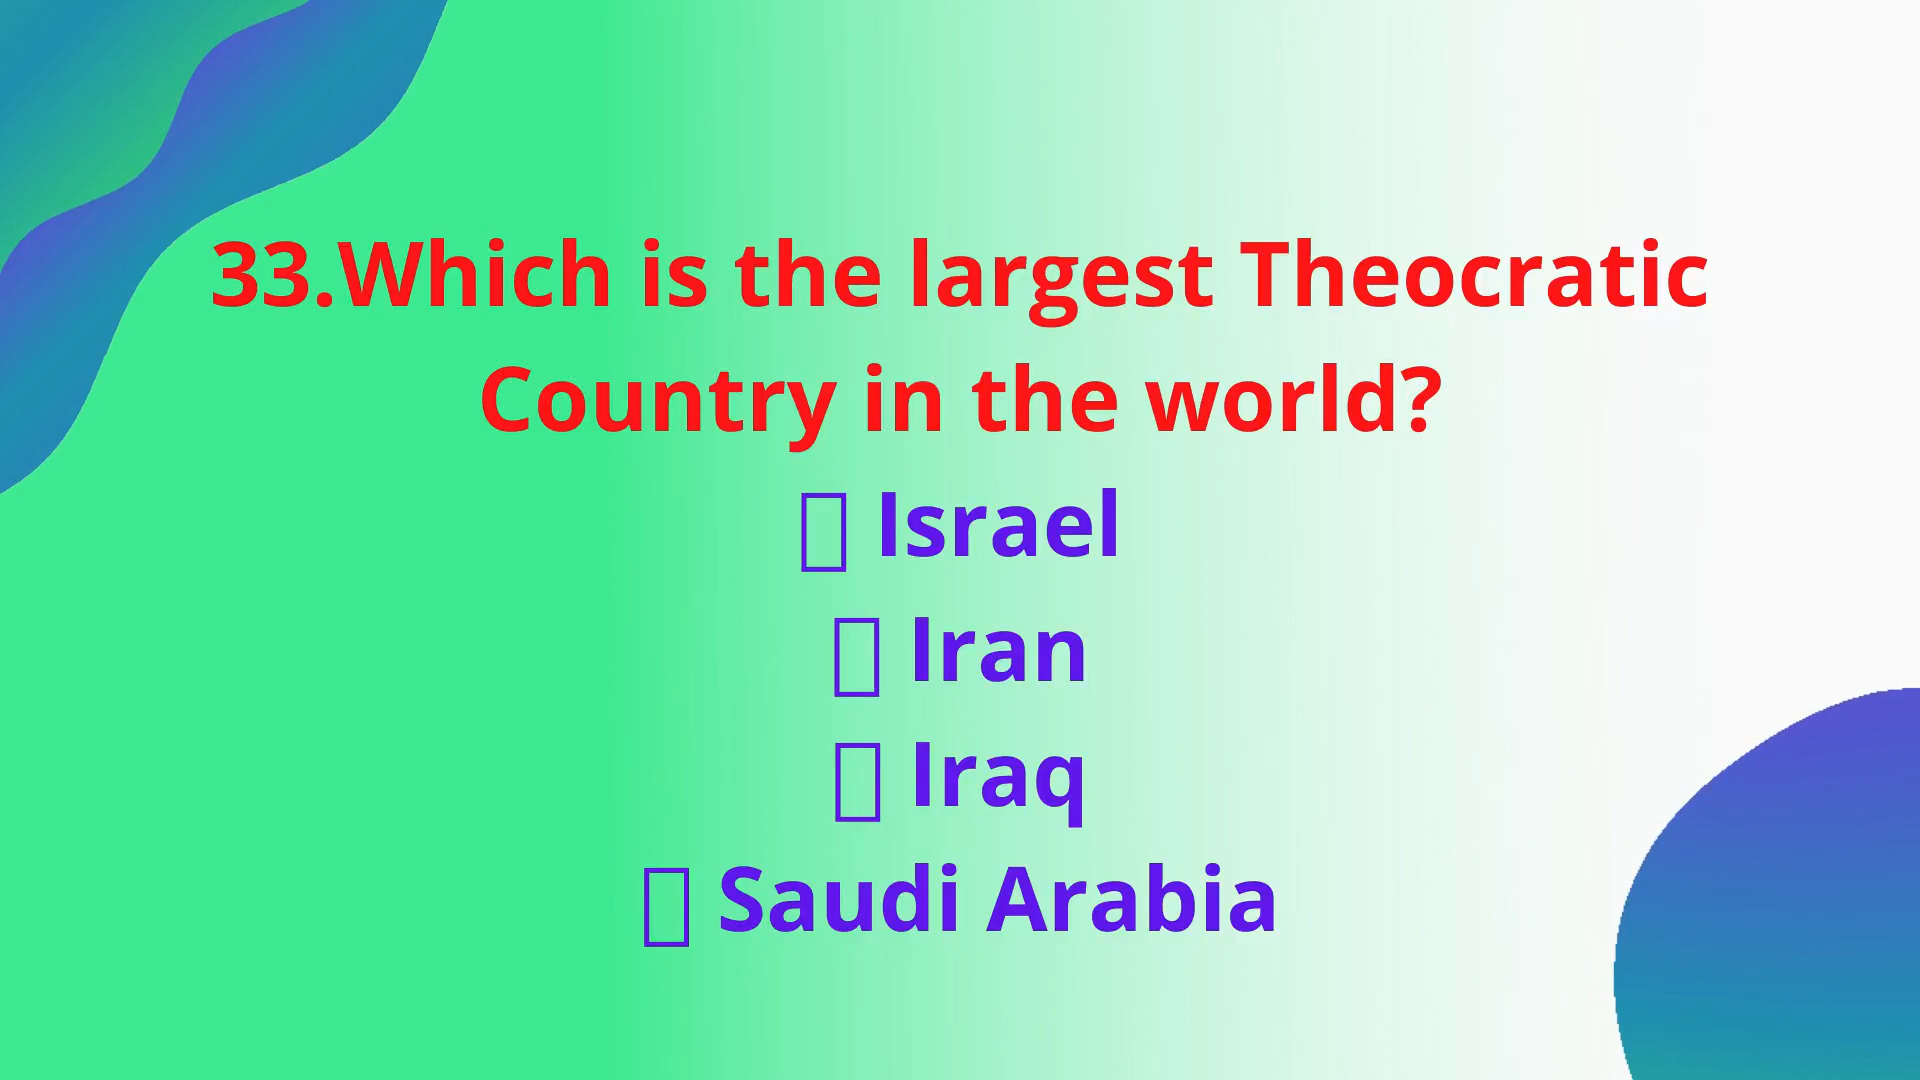 33.Which is the largest Theocratic
Country in the world?
Israel
Iran
Iraq
Saudi Arabia